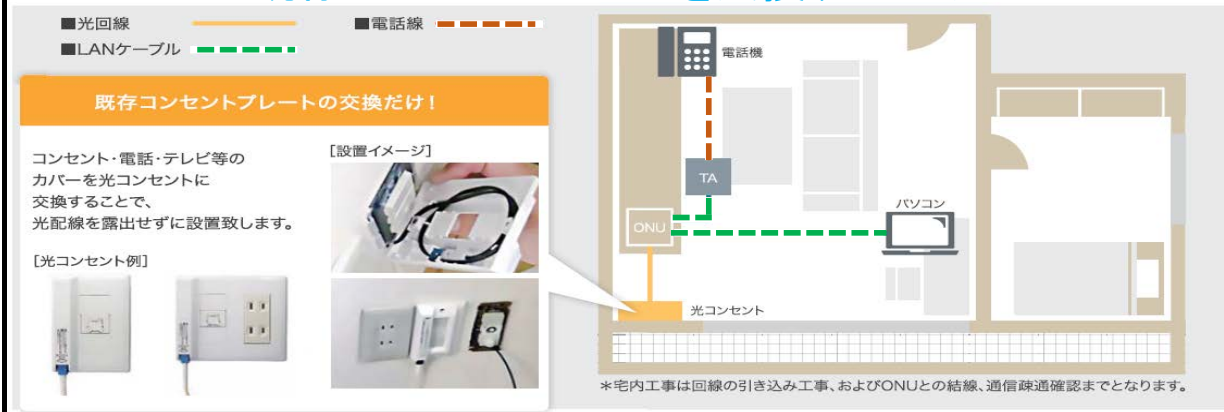 ■光回線
■電話線
■LANケーブル
既存コンセントプレートの交換だけ！
コンセント・電話・テレビ等の
カバーを光コンセントに
交換することで、
光配線を露出せずに設置致します。
[設置イメージ]
[光コンセント例]
電話機
TA
パソコン
ONU
光コンセント
＊宅内工事は回線の引き込み工事、およびONUとの結線、通信疎通確認までとなります。